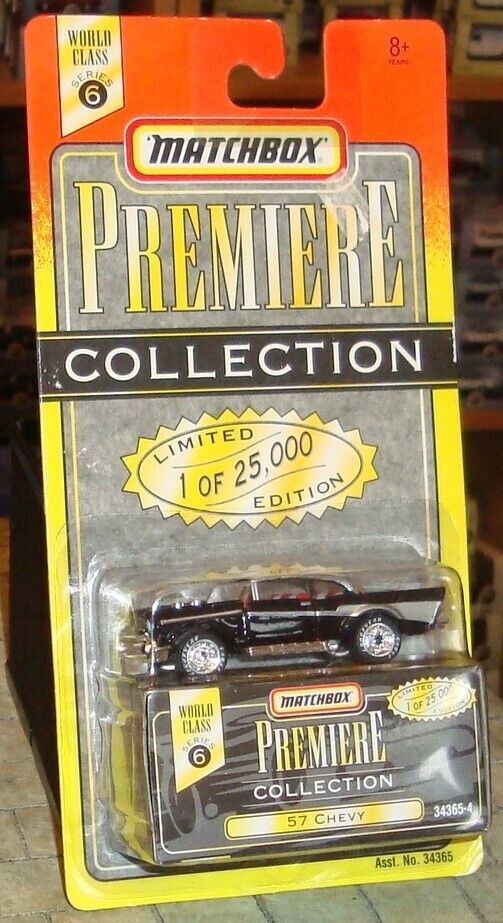 WORLD
CLASS
SERIES
6
8+
YEARS
MATCHBOX
PREMIERE
COLLECTION
LIMITED
1 OF 25,000
EDITION
WORLD
CLASS
SERIES
6
MATCHBOX
PREMIERE
COLLECTION
LIMITED
1 OF 25,000
EDITION
57 CHEVY
34365-4
Asst. No. 34365